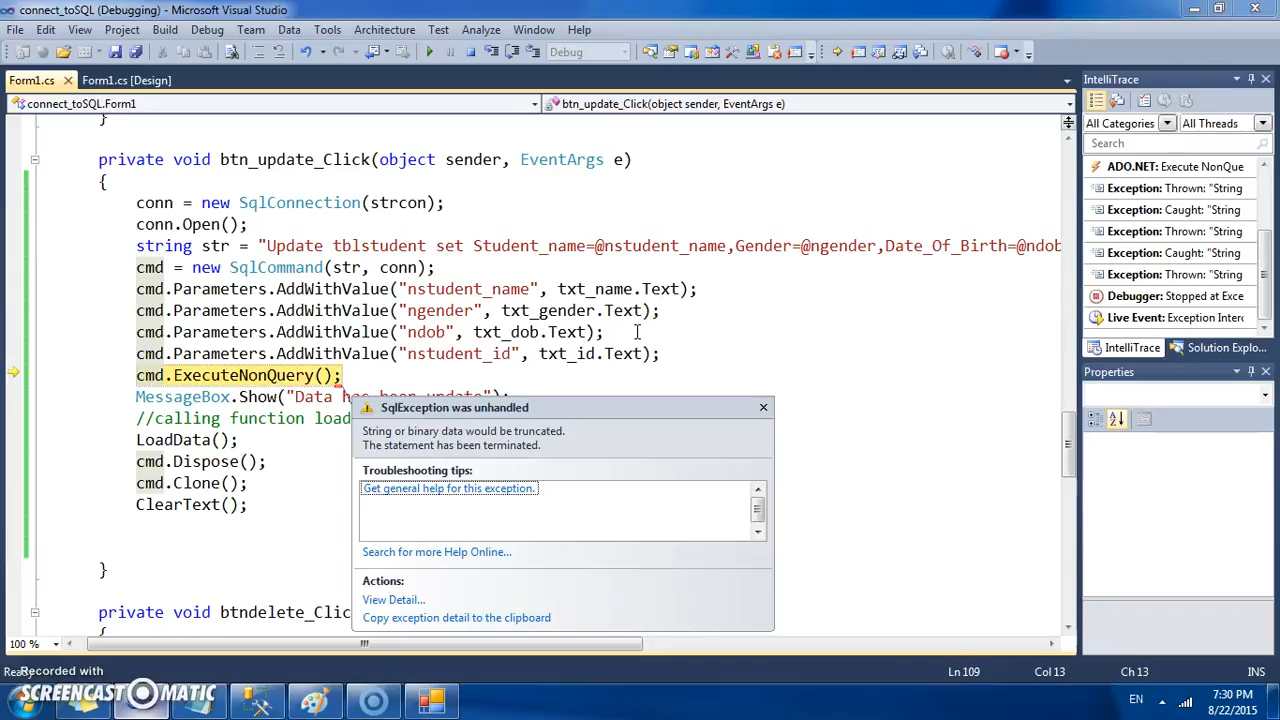 connect_toSQL (Debugging) - Microsoft Visual Studio
File Edit View Project Build Debug Team Data Tools Architecture Test Analyze Window Help
Debug
Form1.cs Form1.cs [Design]
connect_toSQL.Form1 btn_update_Click(object sender, EventArgs e)
}
private void btn_update_Click(object sender, EventArgs e)
{
conn = new SqlConnection(strcon);
conn.Open();
string str = "Update tblstudent set Student_name=@nstudent_name,Gender=@ngender,Date_Of_Birth=@ndob
cmd = new SqlCommand(str, conn);
cmd.Parameters.AddWithValue("nstudent_name", txt_name.Text);
cmd.Parameters.AddWithValue("ngender", txt_gender.Text);
cmd.Parameters.AddWithValue("ndob", txt_dob.Text);
cmd.Parameters.AddWithValue("nstudent_id", txt_id.Text);
cmd.ExecuteNonQuery();
MessageBox.Show("Data has been update");
//calling function load
LoadData();
cmd.Dispose();
cmd.Clone();
ClearText();
}
private void btndelete_Clic
{
SqlException was unhandled
String or binary data would be truncated.
The statement has been terminated.
Troubleshooting tips:
Get general help for this exception.
Search for more Help Online...
Actions:
View Detail...
Copy exception detail to the clipboard
IntelliTrace
All Categories All Threads
Search
ADO.NET: Execute NonQue
Exception: Thrown: "String
Exception: Caught: "String
Exception: Thrown: "String
Exception: Caught: "String
Exception: Thrown: "String
Debugger: Stopped at Exce
Live Event: Exception Interc
IntelliTrace Solution Explo...
Properties
100 %
Ln 109 Col 13 Ch 13 INS
Recorded with
SCREENCAST MATIC
EN
7:30 PM
8/22/2015